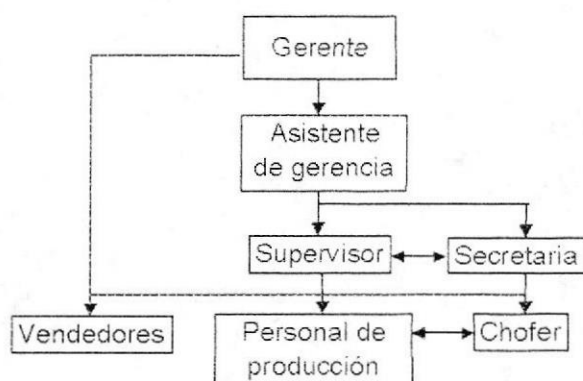 Gerente
Asistente
de gerencia
Supervisor
Secretaria
Vendedores
Personal de
producción
Chofer